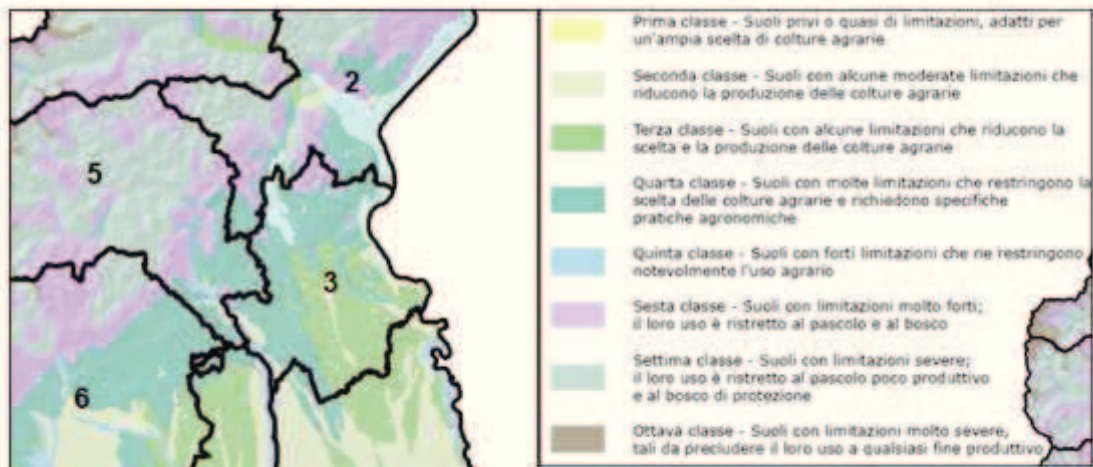 2
5
3
6
Prima classe - Suoli privi o quasi di limitazioni, adatti per
un'ampia scelta di colture agrarie
Seconda classe - Suoli con alcune moderate limitazioni che
riducono la produzione delle colture agrarie
Terza classe - Suoli con alcune limitazioni che riducono la
scelta e la produzione delle colture agrarie
Quarta classe - Suoli con molte limitazioni che restringono la
scelta delle colture agrarie e richiedono specifiche
pratiche agronomiche
Quinta classe - Suoli con forti limitazioni che ne restringono
notevolmente l'uso agrario
Sesta classe - Suoli con limitazioni molto forti;
il loro uso è ristretto al pascolo e al bosco
Settima classe - Suoli con limitazioni severe;
il loro uso è ristretto al pascolo poco produttivo
e al bosco di protezione
Ottava classe - Suoli con limitazioni molto severe,
tali da precludere il loro uso a qualsiasi fine produttivo